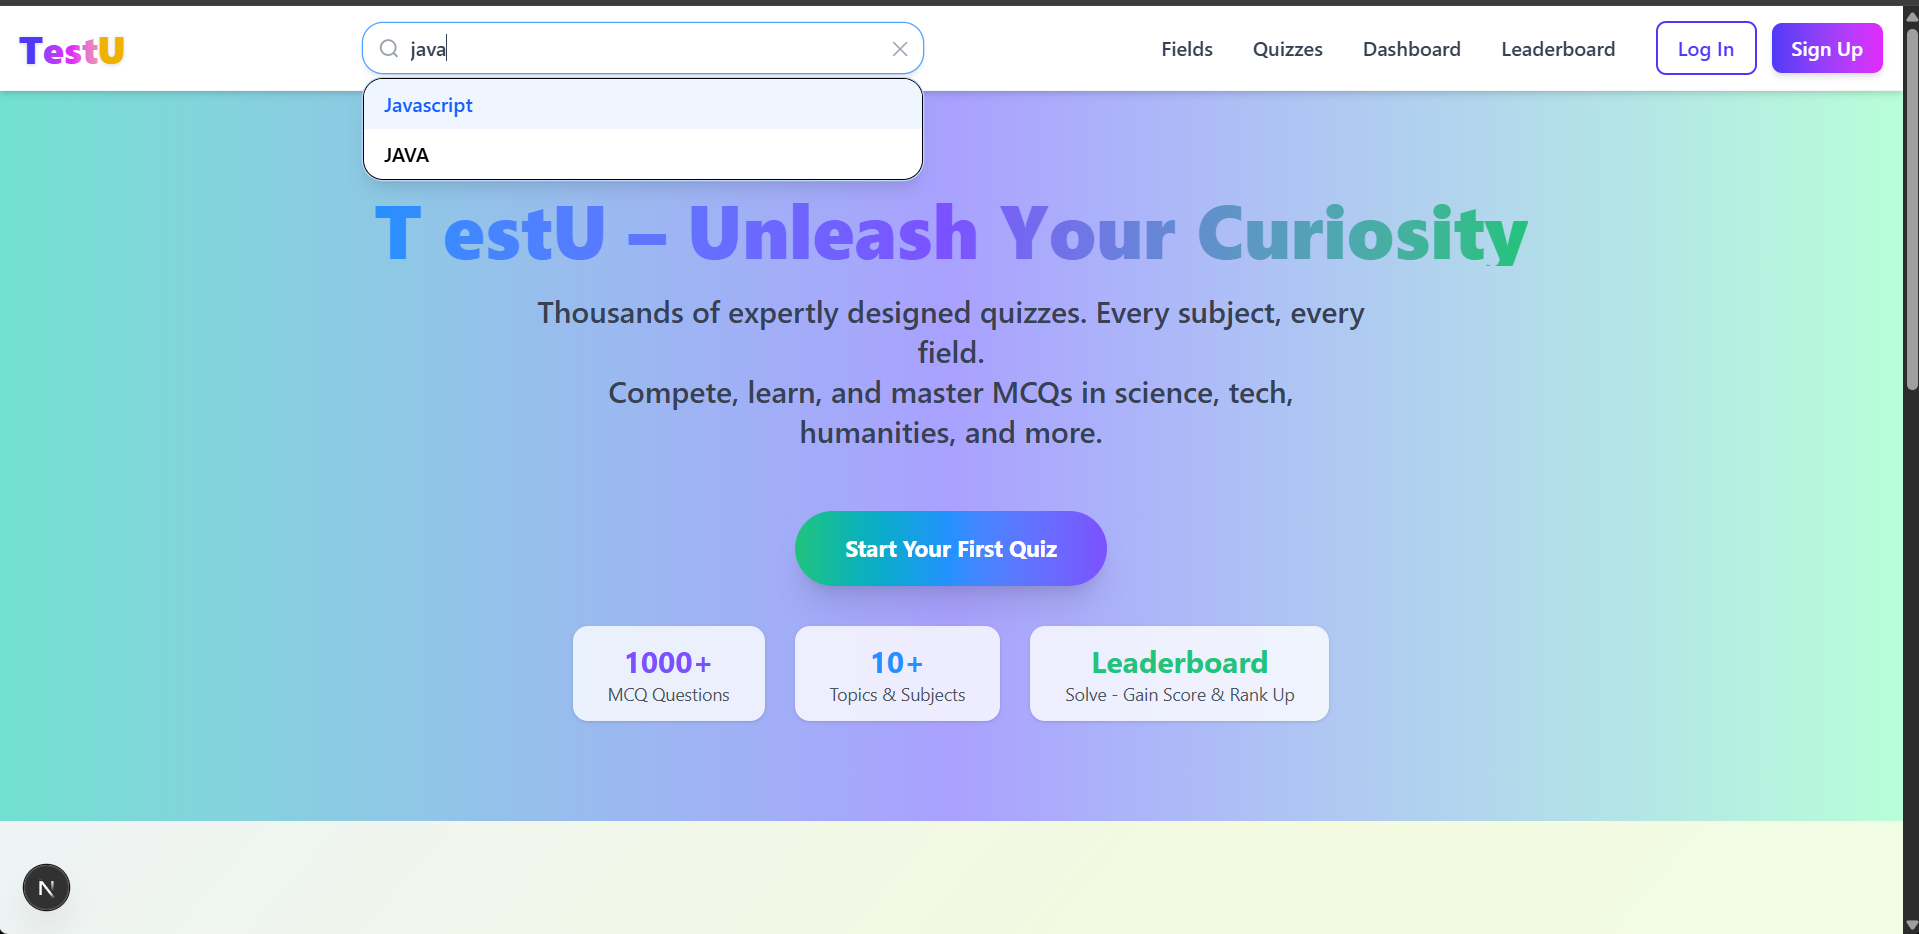 TestU
java
Fields Quizzes Dashboard Leaderboard Log In Sign Up
Javascript
JAVA
T estU – Unleash Your Curiosity
Thousands of expertly designed quizzes. Every subject, every
field.
Compete, learn, and master MCQs in science, tech,
humanities, and more.
Start Your First Quiz
1000+
MCQ Questions
10+
Topics & Subjects
Leaderboard
Solve - Gain Score & Rank Up
N